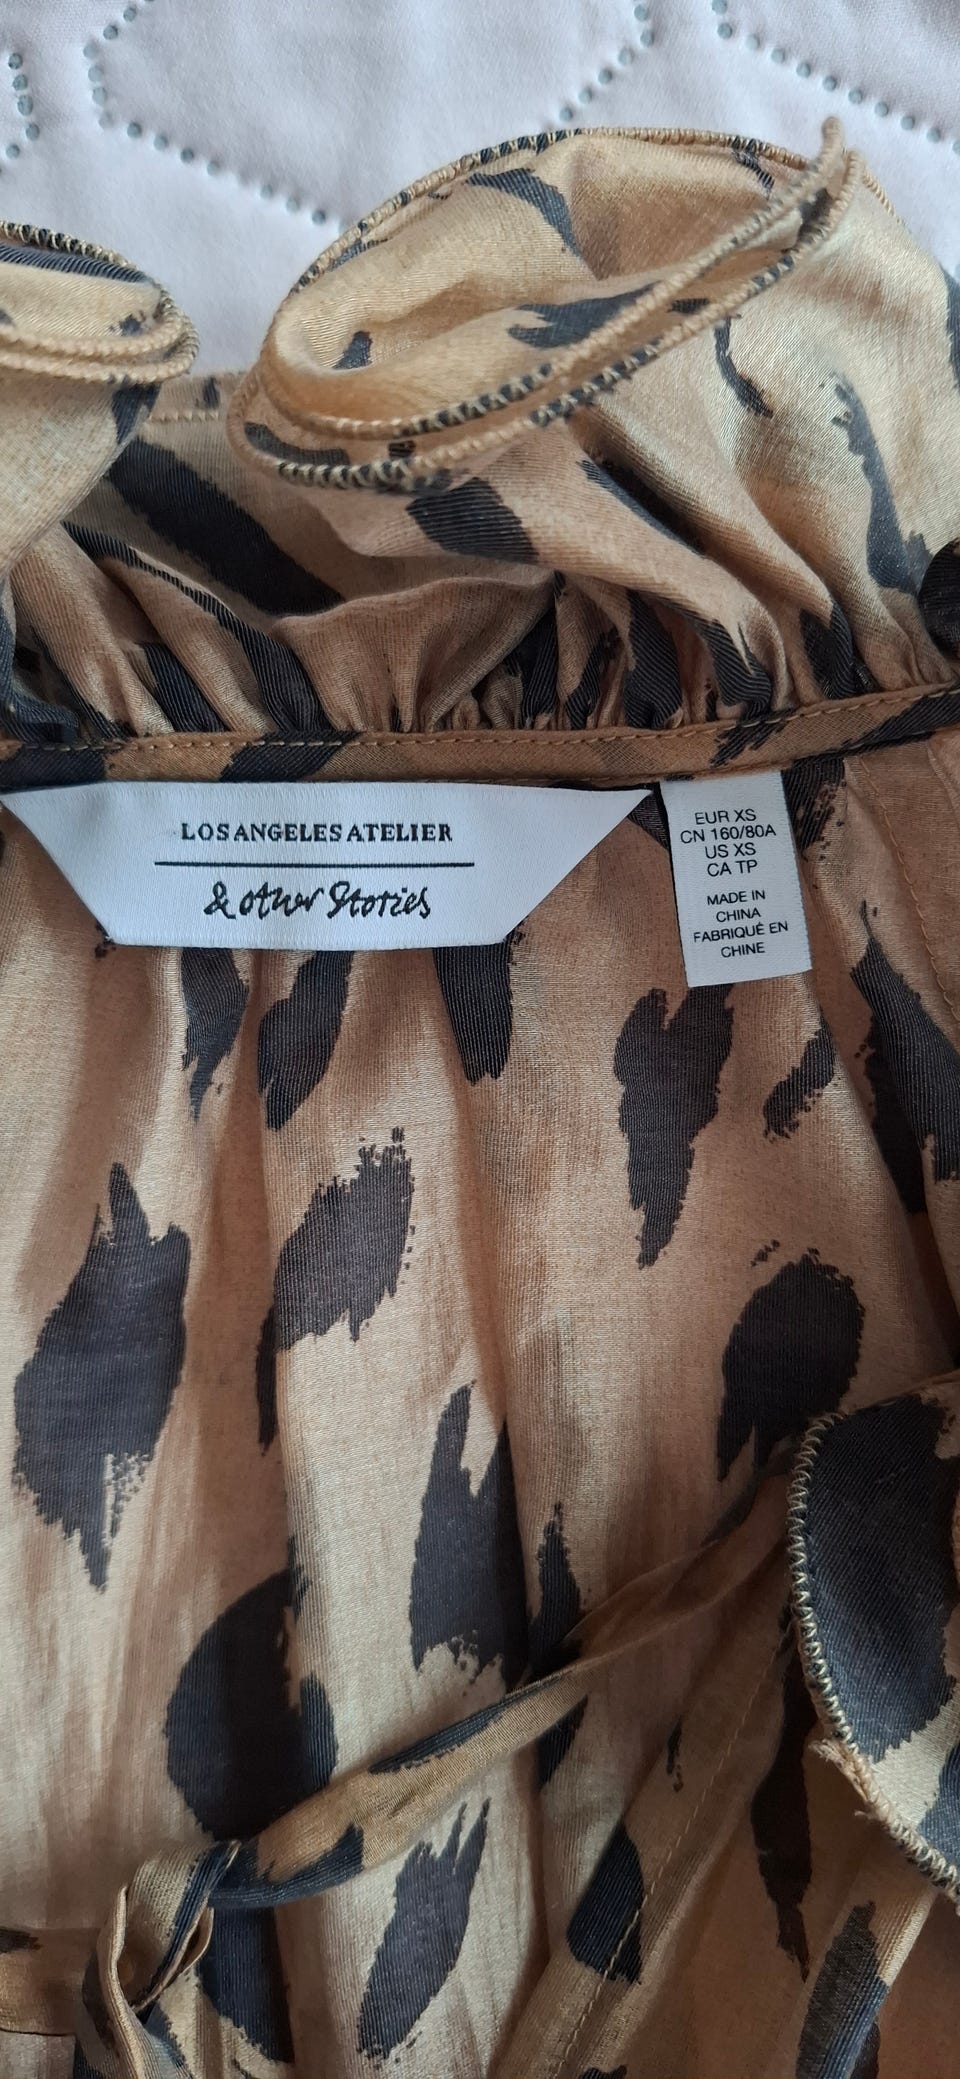 LOS ANGELES ATELIER
& other Stories
EUR XS
CN 160/80A
US XS
CA TP
MADE IN
CHINA
FABRIQUÉ EN
CHINE